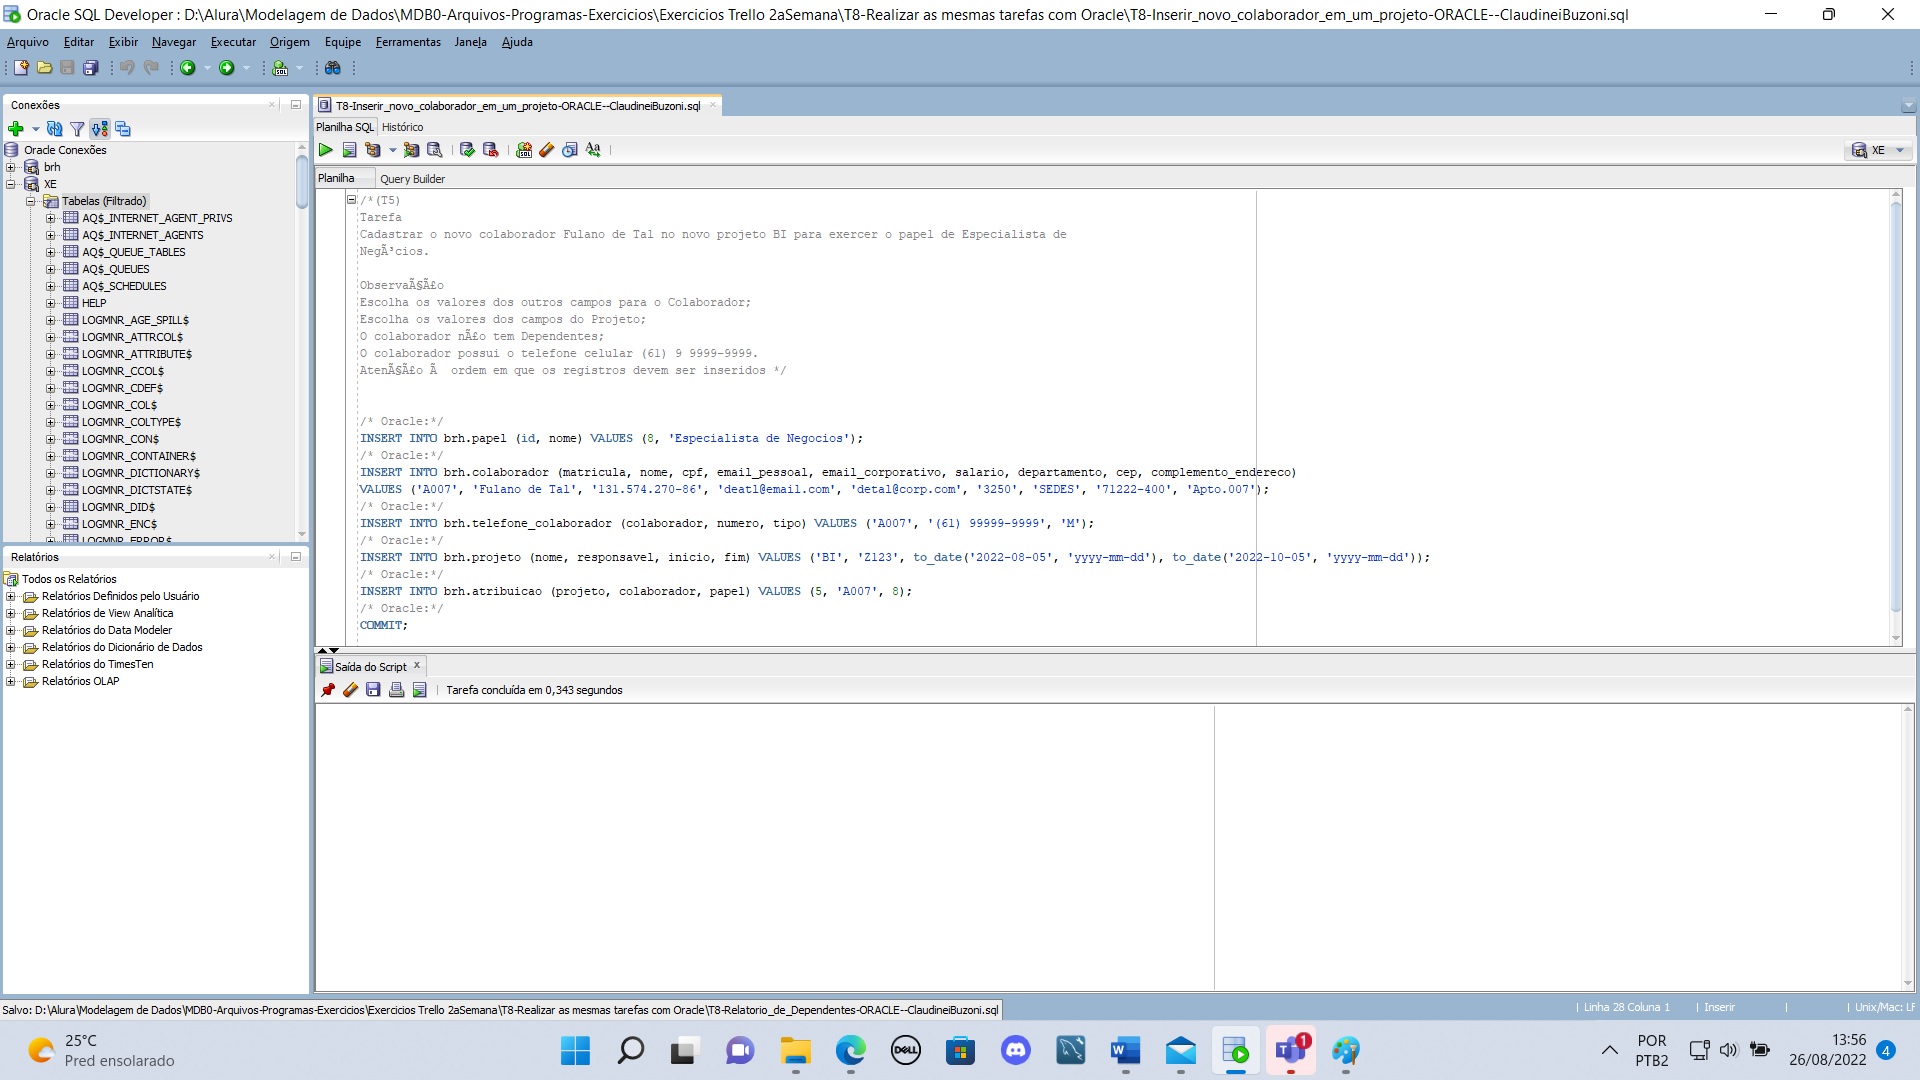 Oracle SQL Developer : D:\Alura\Modelagem de Dados\MDB0-Arquivos-Programas-Exercicios\Exercicios Trello 2aSemana\T8-Realizar as mesmas tarefas com Oracle\T8-Inserir_novo_colaborador_em_um_projeto-ORACLE--ClaudineiBuzoni.sql
Arquivo Editar Exibir Navegar Executar Origem Equipe Ferramentas Janela Ajuda
Conexões
Oracle Conexões
brh
XE
Tabelas (Filtrado)
AQ$_INTERNET_AGENT_PRIVS
AQ$_INTERNET_AGENTS
AQ$_QUEUE_TABLES
AQ$_QUEUES
AQ$_SCHEDULES
HELP
LOGMNR_AGE_SPILL$
LOGMNR_ATTRCOL$
LOGMNR_ATTRIBUTE$
LOGMNR_CCOL$
LOGMNR_CDEF$
LOGMNR_COL$
LOGMNR_COLTYPE$
LOGMNR_CON$
LOGMNR_CONTAINER$
LOGMNR_DICTIONARY$
LOGMNR_DICTSTATE$
LOGMNR_DID$
LOGMNR_ENC$
LOGMNR_ERROR$
Relatórios
Todos os Relatórios
Relatórios Definidos pelo Usuário
Relatórios de View Analítica
Relatórios do Data Modeler
Relatórios do Dicionário de Dados
Relatórios do TimesTen
Relatórios OLAP
T8-Inserir_novo_colaborador_em_um_projeto-ORACLE--ClaudineiBuzoni.sql
Planilha SQL Histórico
XE
Planilha Query Builder
/*(T5)
Tarefa
Cadastrar o novo colaborador Fulano de Tal no novo projeto BI para exercer o papel de Especialista de
NegÃ³cios.
ObservaÃ§Ã£o
Escolha os valores dos outros campos para o Colaborador;
Escolha os valores dos campos do Projeto;
O colaborador nÃ£o tem Dependentes;
O colaborador possui o telefone celular (61) 9 9999-9999.
AtenÃ§Ã£o Ã  ordem em que os registros devem ser inseridos */
/* Oracle:*/
INSERT INTO brh.papel (id, nome) VALUES (8, 'Especialista de Negocios');
/* Oracle:*/
INSERT INTO brh.colaborador (matricula, nome, cpf, email_pessoal, email_corporativo, salario, departamento, cep, complemento_endereco)
VALUES ('A007', 'Fulano de Tal', '131.574.270-86', 'deatl@email.com', 'detal@corp.com', '3250', 'SEDES', '71222-400', 'Apto.007');
/* Oracle:*/
INSERT INTO brh.telefone_colaborador (colaborador, numero, tipo) VALUES ('A007', '(61) 99999-9999', 'M');
/* Oracle:*/
INSERT INTO brh.projeto (nome, responsavel, inicio, fim) VALUES ('BI', 'Z123', to_date('2022-08-05', 'yyyy-mm-dd'), to_date('2022-10-05', 'yyyy-mm-dd'));
/* Oracle:*/
INSERT INTO brh.atribuicao (projeto, colaborador, papel) VALUES (5, 'A007', 8);
/* Oracle:*/
COMMIT;
Saída do Script
Tarefa concluída em 0,343 segundos
Salvo: D:\Alura\Modelagem de Dados\MDB0-Arquivos-Programas-Exercicios\Exercicios Trello 2aSemana\T8-Realizar as mesmas tarefas com Oracle\T8-Relatorio_de_Dependentes-ORACLE--ClaudineiBuzoni.sql
Linha 28 Coluna 1 Inserir Unix/Mac: LF
25°C
Pred ensolarado
DELL
1
POR
PTB2
13:56
26/08/2022
4